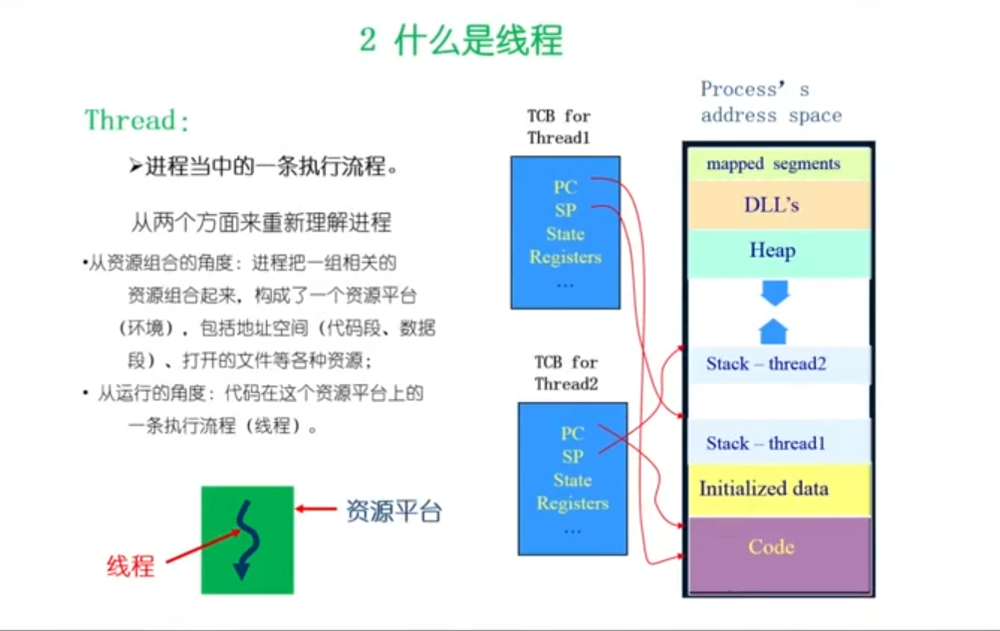 2 什么是线程
Thread:
➢进程当中的一条执行流程。
从两个方面来重新理解进程
•从资源组合的角度: 进程把一组相关的
资源组合起来, 构成了一个资源平台
(环境), 包括地址空间 (代码段、数据
段)、打开的文件等各种资源;
• 从运行的角度: 代码在这个资源平台上的
一条执行流程 (线程) 。
资源平台
线程
TCB for
Thread1
PC
SP
State
Registers
...
TCB for
Thread2
PC
SP
State
Registers
...
Process's
address space
mapped segments
DLL's
Heap
Stack – thread2
Stack – thread1
Initialized data
Code